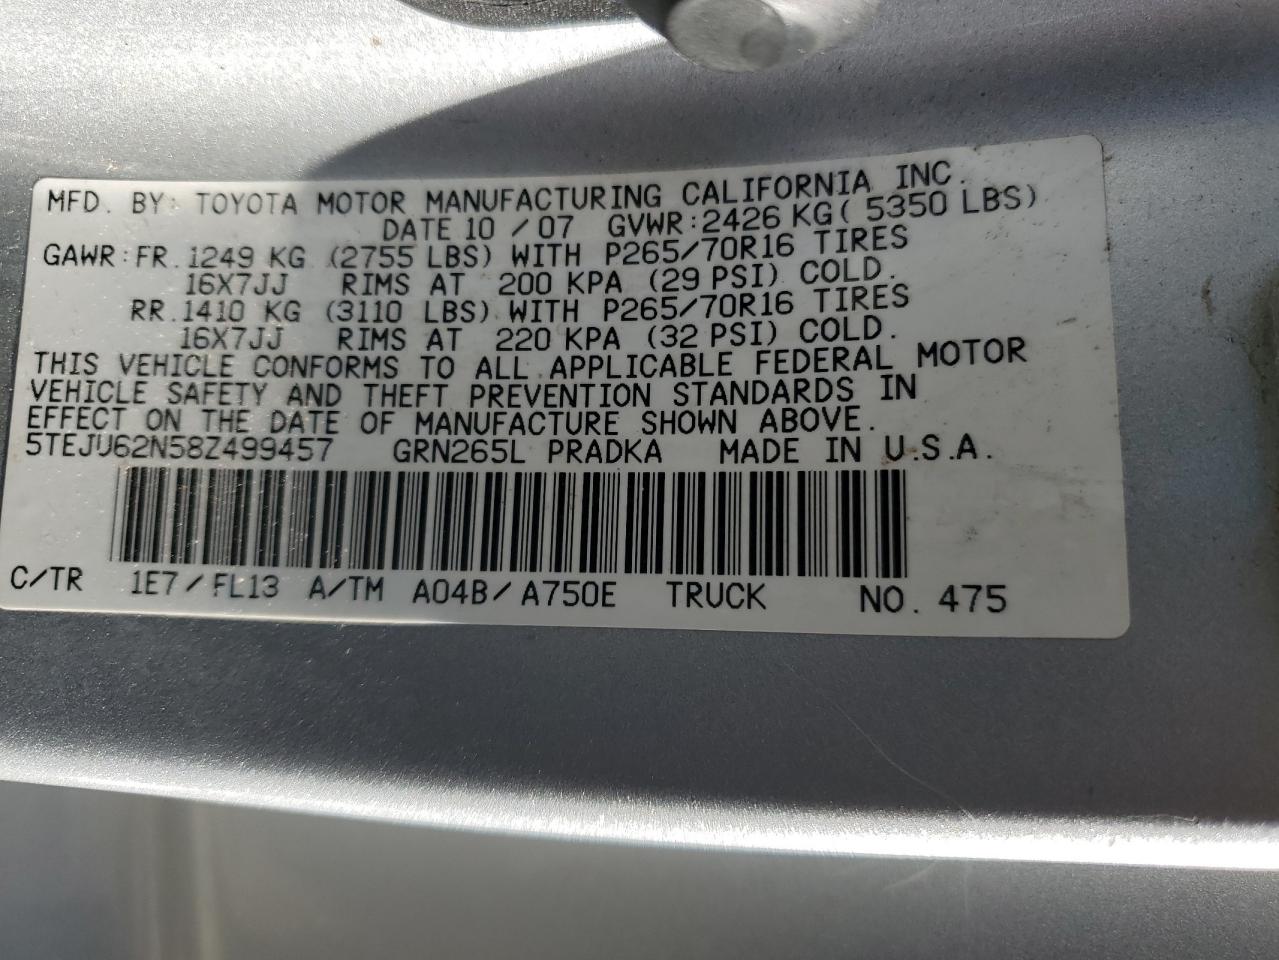 MFD. BY: TOYOTA MOTOR MANUFACTURING CALIFORNIA INC.
DATE 10 / 07 GVWR: 2426 KG ( 5350 LBS)
GAWR: FR. 1249 KG (2755 LBS) WITH P265/70R16 TIRES
16X7JJ RIMS AT 200 KPA (29 PSI) COLD.
RR. 1410 KG (3110 LBS) WITH P265/70R16 TIRES
16X7JJ RIMS AT 220 KPA (32 PSI) COLD.
THIS VEHICLE CONFORMS TO ALL APPLICABLE FEDERAL MOTOR
VEHICLE SAFETY AND THEFT PREVENTION STANDARDS IN
EFFECT ON THE DATE OF MANUFACTURE SHOWN ABOVE.
5TEJU62N58Z499457 GRN265L PRADKA MADE IN U.S.A.
C/TR 1E7/FL13 A/TM A04B/A750E TRUCK NO. 475